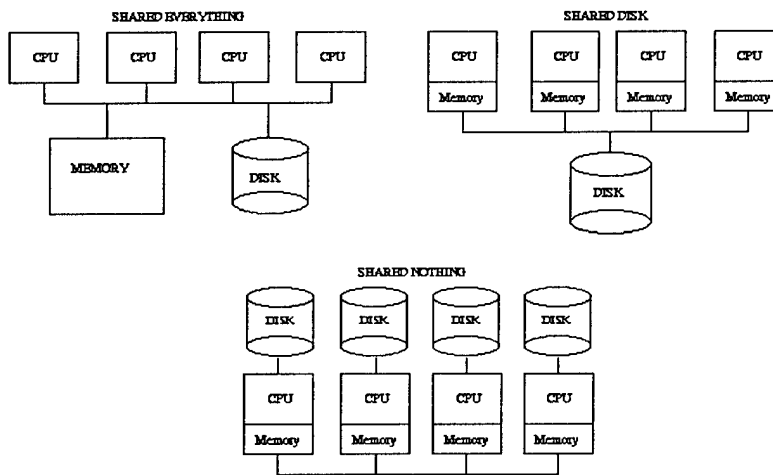 SHARED EVERYTHING
CPU CPU CPU CPU
MEMORY
DISK
SHARED DISK
CPU CPU CPU CPU
Memory Memory Memory Memory
DISK
SHARED NOTHING
DISK DISK DISK DISK
CPU CPU CPU CPU
Memory Memory Memory Memory